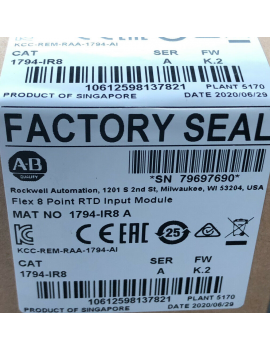 KCC-REM-RAA-1794-AI
CAT SER FW
1794-IR8 A K.2
10612598137821 PLANT 5170
PRODUCT OF SINGAPORE DATE 2020/06/29
FACTORY SEAL
AB
QUALITY
*SN 79697690*
Rockwell Automation, 1201 S 2nd St, Milwaukee, WI 53204, USA
Flex 8 Point RTD Input Module
MAT NO 1794-IR8 A
25
KCC-REM-RAA-1794-AI
CAT SER FW
1794-IR8 A K.2
10612598137821 PLANT 5170
PRODUCT OF SINGAPORE DATE 2020/06/29